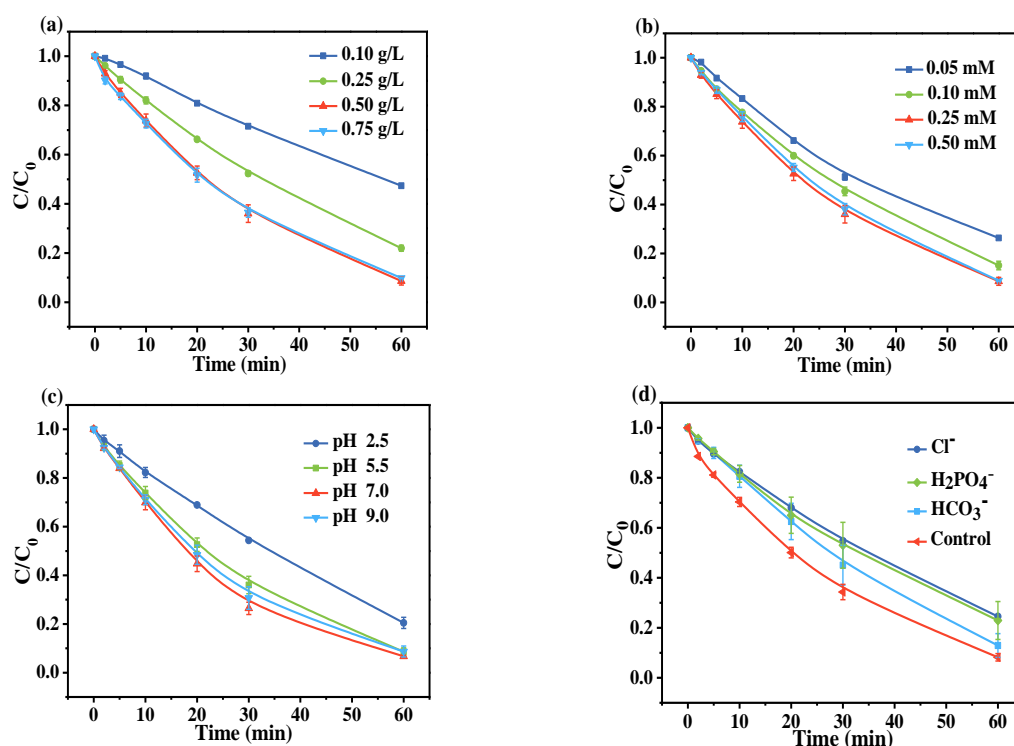 (a)
0.10 g/L
0.25 g/L
0.50 g/L
0.75 g/L
C/C₀
1.0
0.8
0.6
0.4
0.2
0.0
0 10 20 30 40 50 60
Time (min)
(b)
0.05 mM
0.10 mM
0.25 mM
0.50 mM
C/C₀
1.0
0.8
0.6
0.4
0.2
0.0
0 10 20 30 40 50 60
Time (min)
(c)
pH 2.5
pH 5.5
pH 7.0
pH 9.0
C/C₀
1.0
0.8
0.6
0.4
0.2
0.0
0 10 20 30 40 50 60
Time (min)
(d)
Cl⁻
H₂PO₄⁻
HCO₃⁻
Control
C/C₀
1.0
0.8
0.6
0.4
0.2
0.0
0 10 20 30 40 50 60
Time (min)